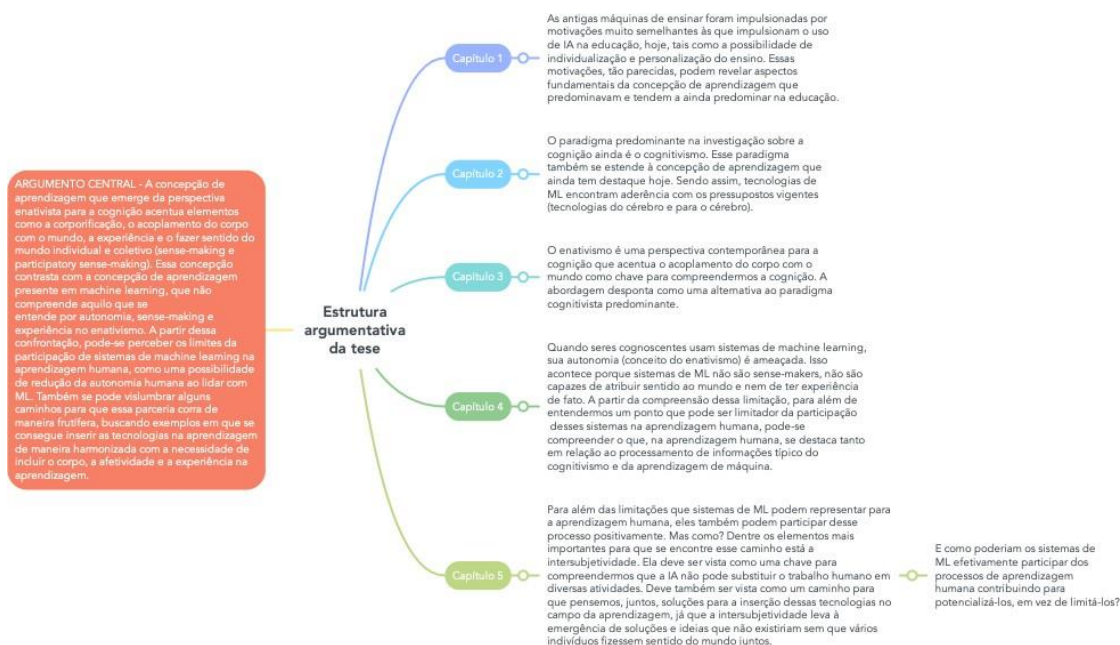 ARGUMENTO CENTRAL - A concepção de
aprendizagem que emerge da perspectiva
enativista para a cognição acentua elementos
como a corporificação, o acoplamento do corpo
com o mundo, a experiência e o fazer sentido do
mundo individual e coletivo (sense-making e
participatory sense-making). Essa concepção
contrasta com a concepção de aprendizagem
presente em machine learning, que não
compreende aquilo que se
entende por autonomia, sense-making e
experiência no enativismo. A partir dessa
confrontação, pode-se perceber os limites da
participação de sistemas de machine learning na
aprendizagem humana, como uma possibilidade
de redução da autonomia humana ao lidar com
ML. Também se pode vislumbrar alguns
caminhos para que essa parceria corra de
maneira frutífera, buscando exemplos em que se
consegue inserir as tecnologias na aprendizagem
de maneira harmonizada com a necessidade de
incluir o corpo, a afetividade e a experiência na
aprendizagem.
Estrutura
argumentativa
da tese
Capítulo 1
As antigas máquinas de ensinar foram impulsionadas por
motivações muito semelhantes às que impulsionam o uso
de IA na educação, hoje, tais como a possibilidade de
individualização e personalização do ensino. Essas
motivações, tão parecidas, podem revelar aspectos
fundamentais da concepção de aprendizagem que
predominavam e tendem a ainda predominar na educação.
Capítulo 2
O paradigma predominante na investigação sobre a
cognição ainda é o cognitivismo. Esse paradigma
também se estende à concepção de aprendizagem que
ainda tem destaque hoje. Sendo assim, tecnologias de
ML encontram aderência com os pressupostos vigentes
(tecnologias do cérebro e para o cérebro).
Capítulo 3
O enativismo é uma perspectiva contemporânea para a
cognição que acentua o acoplamento do corpo com o
mundo como chave para compreendermos a cognição. A
abordagem desponta como uma alternativa ao paradigma
cognitivista predominante.
Capítulo 4
Quando seres cognoscentes usam sistemas de machine learning,
sua autonomia (conceito do enativismo) é ameaçada. Isso
acontece porque sistemas de ML não são sense-makers, não são
capazes de atribuir sentido ao mundo e nem de ter experiência
de fato. A partir da compreensão dessa limitação, para além de
entendermos um ponto que pode ser limitador da participação
desses sistemas na aprendizagem humana, pode-se
compreender o que, na aprendizagem humana, se destaca tanto
em relação ao processamento de informações típico do
cognitivismo e da aprendizagem de máquina.
Capítulo 5
Para além das limitações que sistemas de ML podem representar para
a aprendizagem humana, eles também podem participar desse
processo positivamente. Mas como? Dentre os elementos mais
importantes para que se encontre esse caminho está a
intersubjetividade. Ela deve ser vista como uma chave para
compreendermos que a IA não pode substituir o trabalho humano em
diversas atividades. Deve também ser vista como um caminho para
que pensemos, juntos, soluções para a inserção dessas tecnologias no
campo da aprendizagem, já que a intersubjetividade leva à
emergência de soluções e ideias que não existiriam sem que vários
indivíduos fizessem sentido do mundo juntos.
E como poderiam os sistemas de
ML efetivamente participar dos
processos de aprendizagem
humana contribuindo para
potencializá-los, em vez de limitá-los?